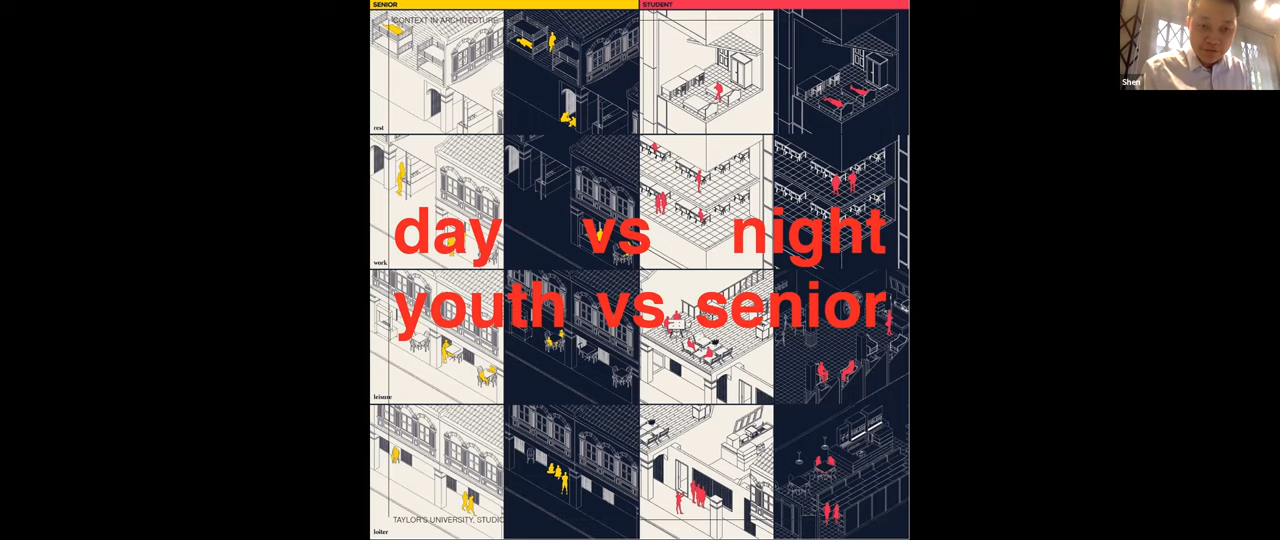 SENIOR
STUDENT
CONTEXT IN ARCHITECTURE
Shen
rest
work
day vs night
youth vs senior
leisure
TAYLOR'S UNIVERSITY, STUDIO
loiter